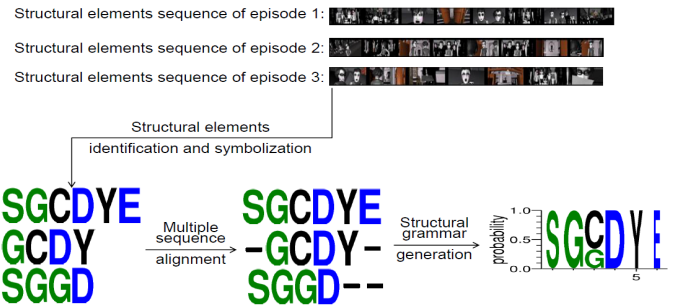 Structural elements sequence of episode 1:
Structural elements sequence of episode 2:
Structural elements sequence of episode 3:
Structural elements
identification and symbolization
SGCDYE
GCDY
SGGD
Multiple
sequence
alignment
SGCDYE
-GCDY-
SGGD--
Structural
grammar
generation
probability
1.0
0.5
0.0
SGCDYE
G
5